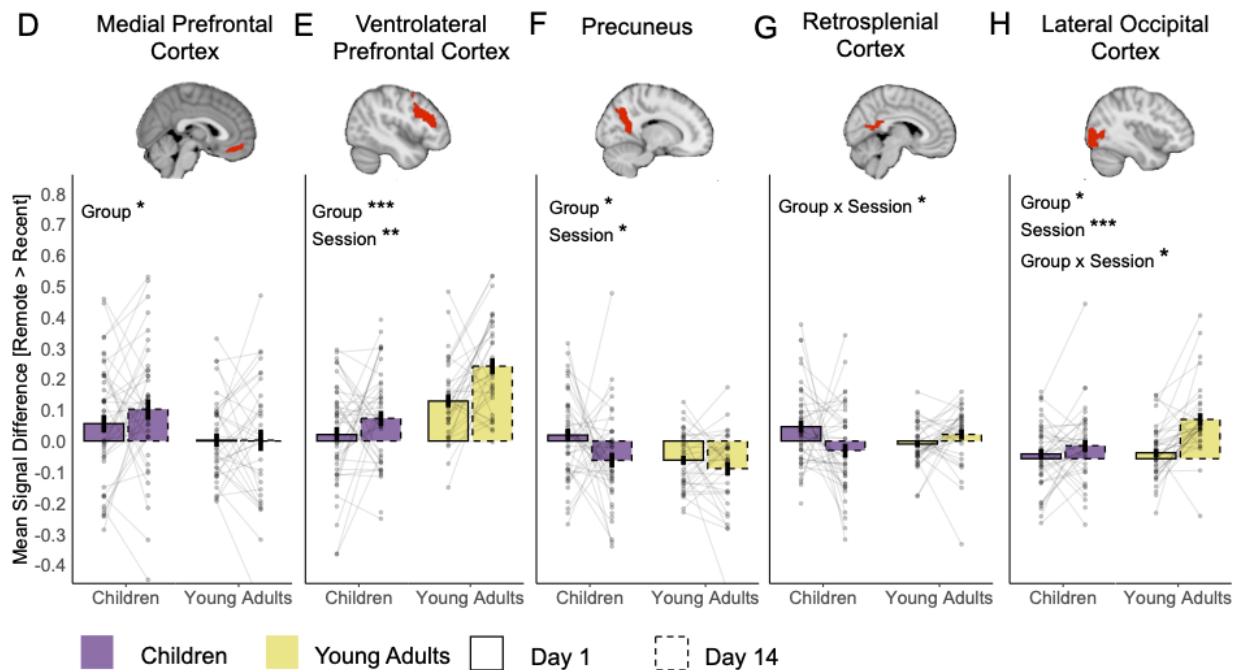 D
Medial Prefrontal
Cortex
E
Ventrolateral
Prefrontal Cortex
F
Precuneus
G
Retrosplenial
Cortex
H
Lateral Occipital
Cortex
Mean Signal Difference [Remote > Recent]
0.8
0.7
0.6
0.5
0.4
0.3
0.2
0.1
0.0
-0.1
-0.2
-0.3
-0.4
Group *
Group ***
Session **
Group *
Session *
Group x Session *
Group *
Session ***
Group x Session *
Children Young Adults
Children Young Adults
Children Young Adults
Children Young Adults
Children Young Adults
Children Young Adults Day 1 Day 14